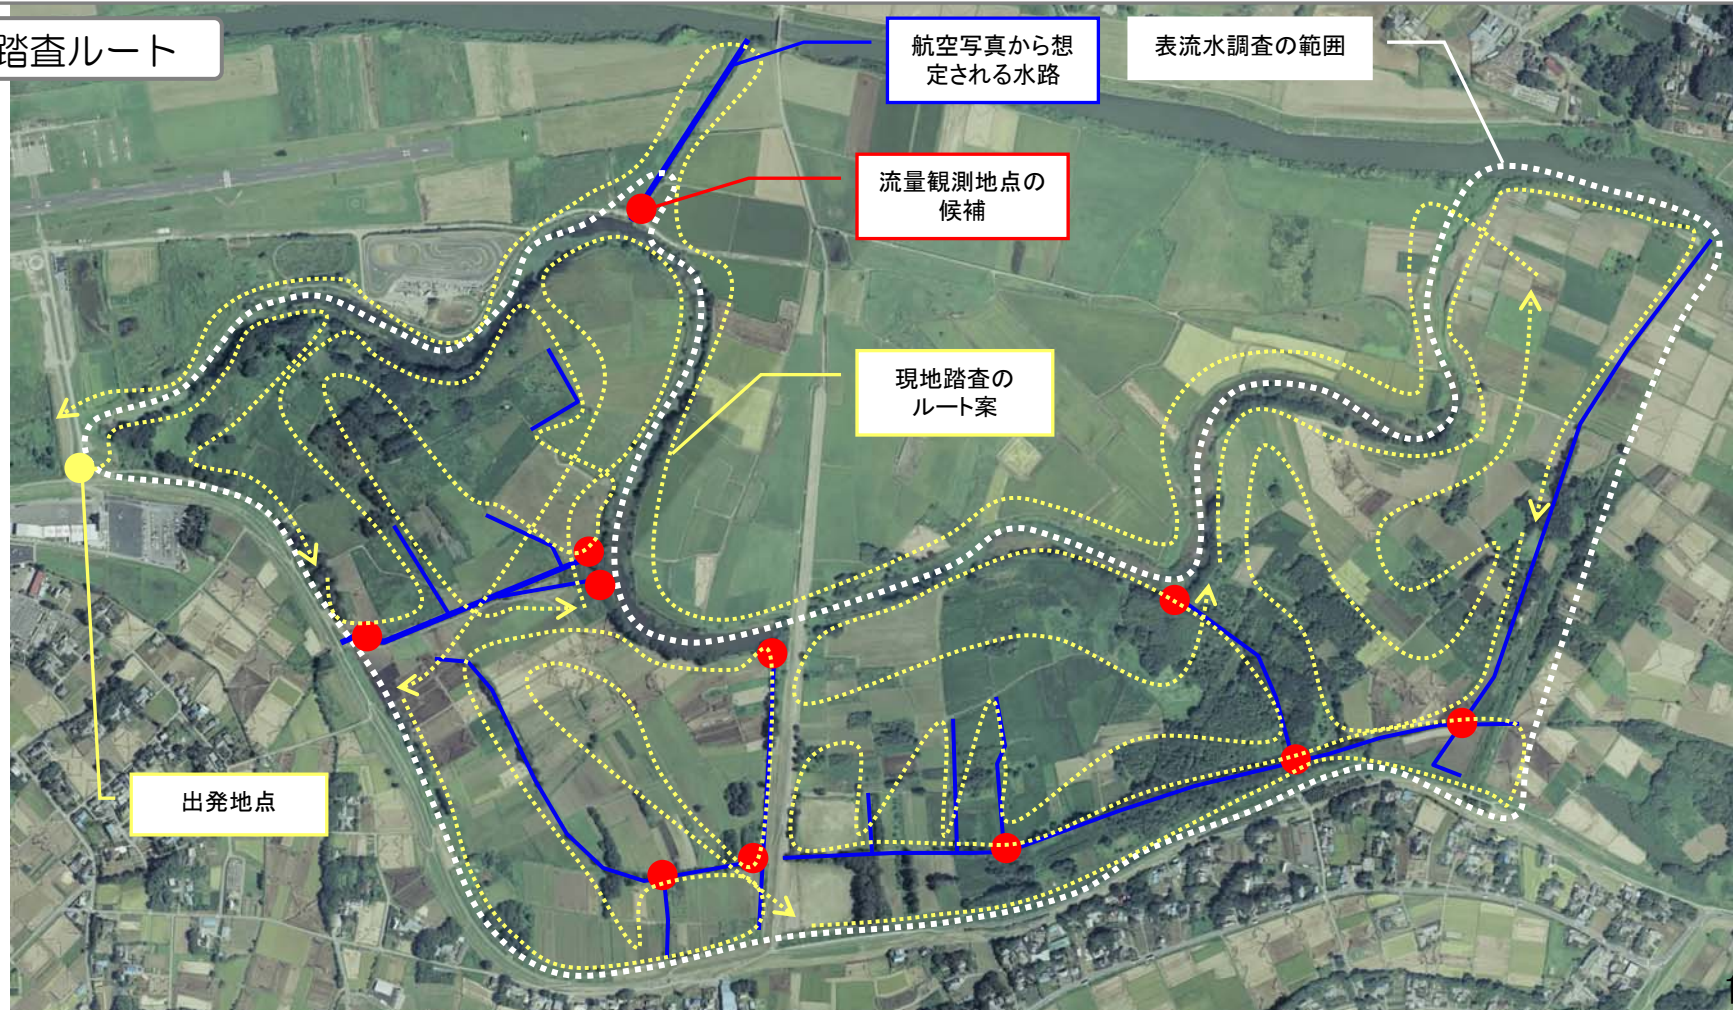 踏査ルート
航空写真から想
定される水路
表流水調査の範囲
流量観測地点の
候補
現地踏査の
ルート案
出発地点
1